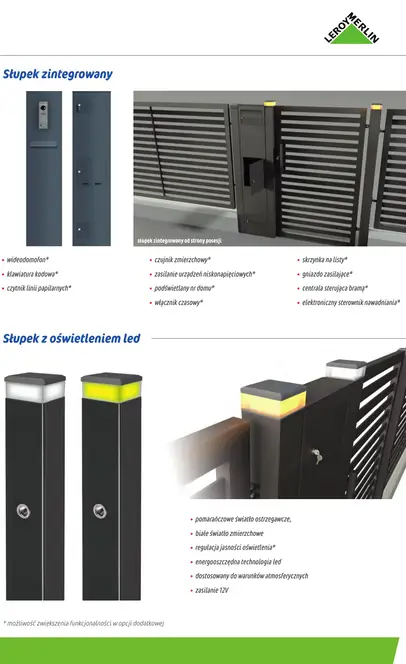 LEROY MERLIN
Słupek zintegrowany
słupek zintegrowany od strony posesji
• wideodomofon*
• klawiatura kodowa*
• czytnik linii papilarnych*
• czujnik zmierzchowy*
• zasilanie urządzeń niskonapięciowych*
• podświetlany nr domu*
• włącznik czasowy*
• skrzynka na listy*
• gniazdo zasilające*
• centrala sterująca bramą*
• elektroniczny sterownik nawadniania*
Słupek z oświetleniem led
• pomarańczowe światło ostrzegawcze,
• białe światło zmierzchowe
• regulacja jasności oświetlenia*
• energooszczędna technologia led
• dostosowany do warunków atmosferycznych
• zasilanie 12V
* możliwość zwiększenia funkcjonalności w opcji dodatkowej